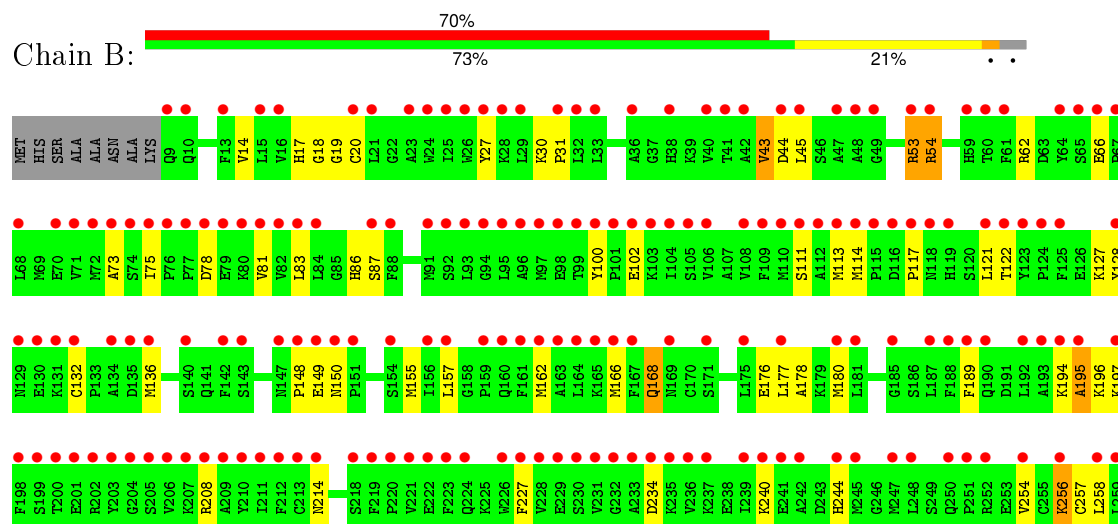 70%
Chain B:
73% 21% • •
MET HIS SER ALA ALA ASN ALA LYS Q9 Q10 F13 V14 L15 V16 H17 G18 G19 C20 L21 G22 A23 W24 I25 W26 Y27 K28 L29 K30 P31 L32 L33 A36 G37 H38 K39 V40 T41 A42 V43 D44 L45 S46 A47 A48 G49 R53 R54 H59 T60 F61 R62 D63 Y64 S65 E66 P67
L68 M69 E70 V71 M72 A73 S74 I75 P76 P77 D78 E79 K80 V81 V82 L83 L84 G85 H86 S87 F88 M91 S92 L93 G94 L95 A96 M97 E98 T99 Y100 P101 E102 K103 I104 S105 V106 A107 V108 F109 M110 S111 A112 M113 M114 P115 D116 P117 N118 H119 S120 L121 T122 Y123 P124 F125 E126 K127 Y128
N129 E130 K131 C132 P133 A134 D135 M136 S140 Q141 F142 S143 N147 P148 E149 N150 P151 S154 M155 I156 L157 G158 P159 Q160 F161 M162 A163 L164 K165 M166 F167 Q168 N169 C170 S171 L175 E176 L177 A178 K179 M180 L181 G185 S186 L187 F188 F189 Q190 D191 L192 A193 K194 A195 K196 K197
F198 S199 T200 E201 R202 Y203 G204 S205 V206 K207 R208 A209 Y210 I211 F212 C213 N214 S218 F219 P220 V221 E222 F223 Q224 K225 W226 F227 V228 E229 S230 V231 G232 A233 D234 K235 V236 K237 E238 I239 K240 E241 A242 D243 H244 M245 G246 M247 L248 S249 Q250 P251 R252 E253 V254 C255 K256 C257 L258 L259